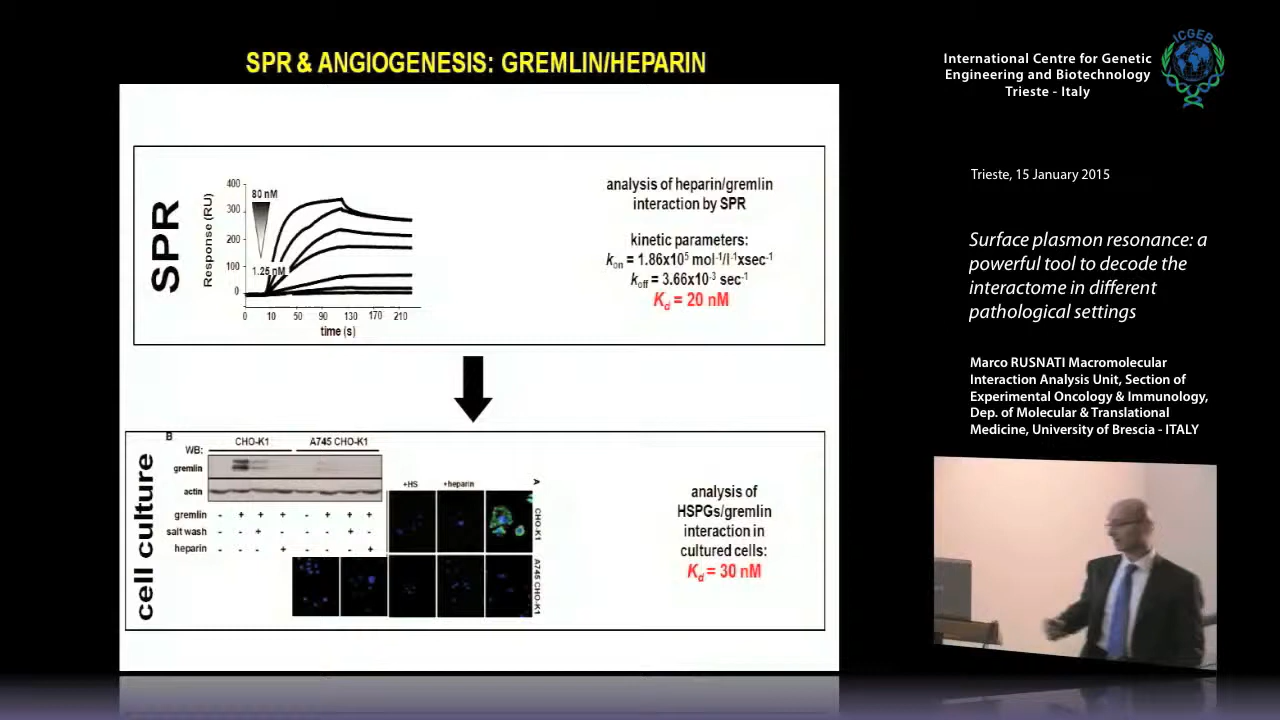 SPR & ANGIOGENESIS: GREMLIN/HEPARIN
SPR
Response (RU)
400
300
200
100
0
80 nM
1.25 nM
0 10 50 90 130 170 210
time (s)
analysis of heparin/gremlin
interaction by SPR
kinetic parameters:
kon = 1.86x10⁵ mol⁻¹/l⁻¹xsec⁻¹
koff = 3.66x10⁻³ sec⁻¹
Kd = 20 nM
cell culture
B
WB:
CHO-K1 A745 CHO-K1
gremlin
actin
gremlin - + + + - + + +
salt wash - - + - - - + -
heparin - - - + - - - +
+HS +heparin
A
CHO-K1
A745 CHO-K1
analysis of
HSPGs/gremlin
interaction in
cultured cells:
Kd = 30 nM
International Centre for Genetic
Engineering and Biotechnology
Trieste - Italy
ICGEB
Trieste, 15 January 2015
Surface plasmon resonance: a
powerful tool to decode the
interactome in different
pathological settings
Marco RUSNATI Macromolecular
Interaction Analysis Unit, Section of
Experimental Oncology & Immunology,
Dep. of Molecular & Translational
Medicine, University of Brescia - ITALY